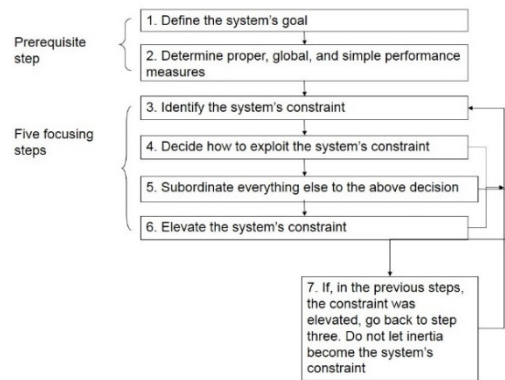 1. Define the system's goal
Prerequisite
step
2. Determine proper, global, and simple performance
measures
3. Identify the system's constraint
Five focusing
steps
4. Decide how to exploit the system's constraint
5. Subordinate everything else to the above decision
6. Elevate the system's constraint
7. If, in the previous steps,
the constraint was
elevated, go back to step
three. Do not let inertia
become the system's
constraint